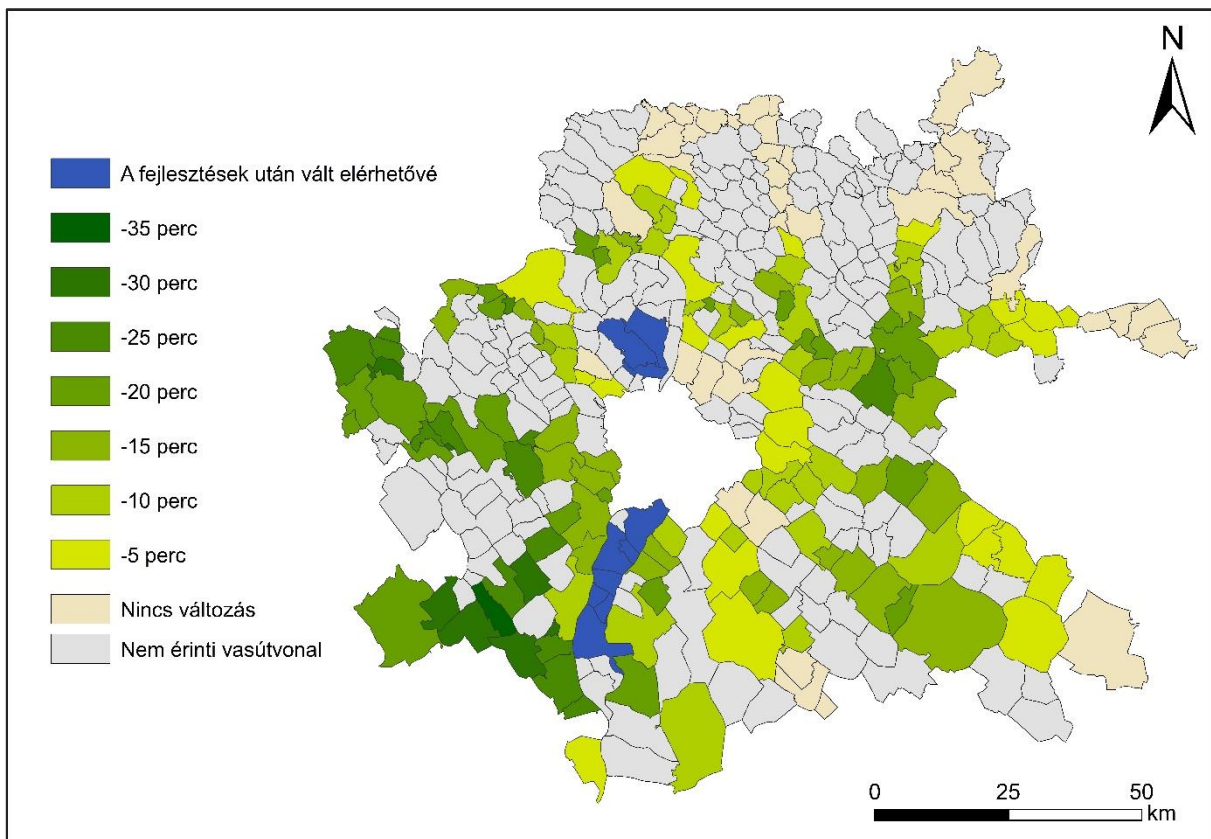 N
A fejlesztések után vált elérhetővé
-35 perc
-30 perc
-25 perc
-20 perc
-15 perc
-10 perc
-5 perc
Nincs változás
Nem érinti vasútvonal
0 25 50
km